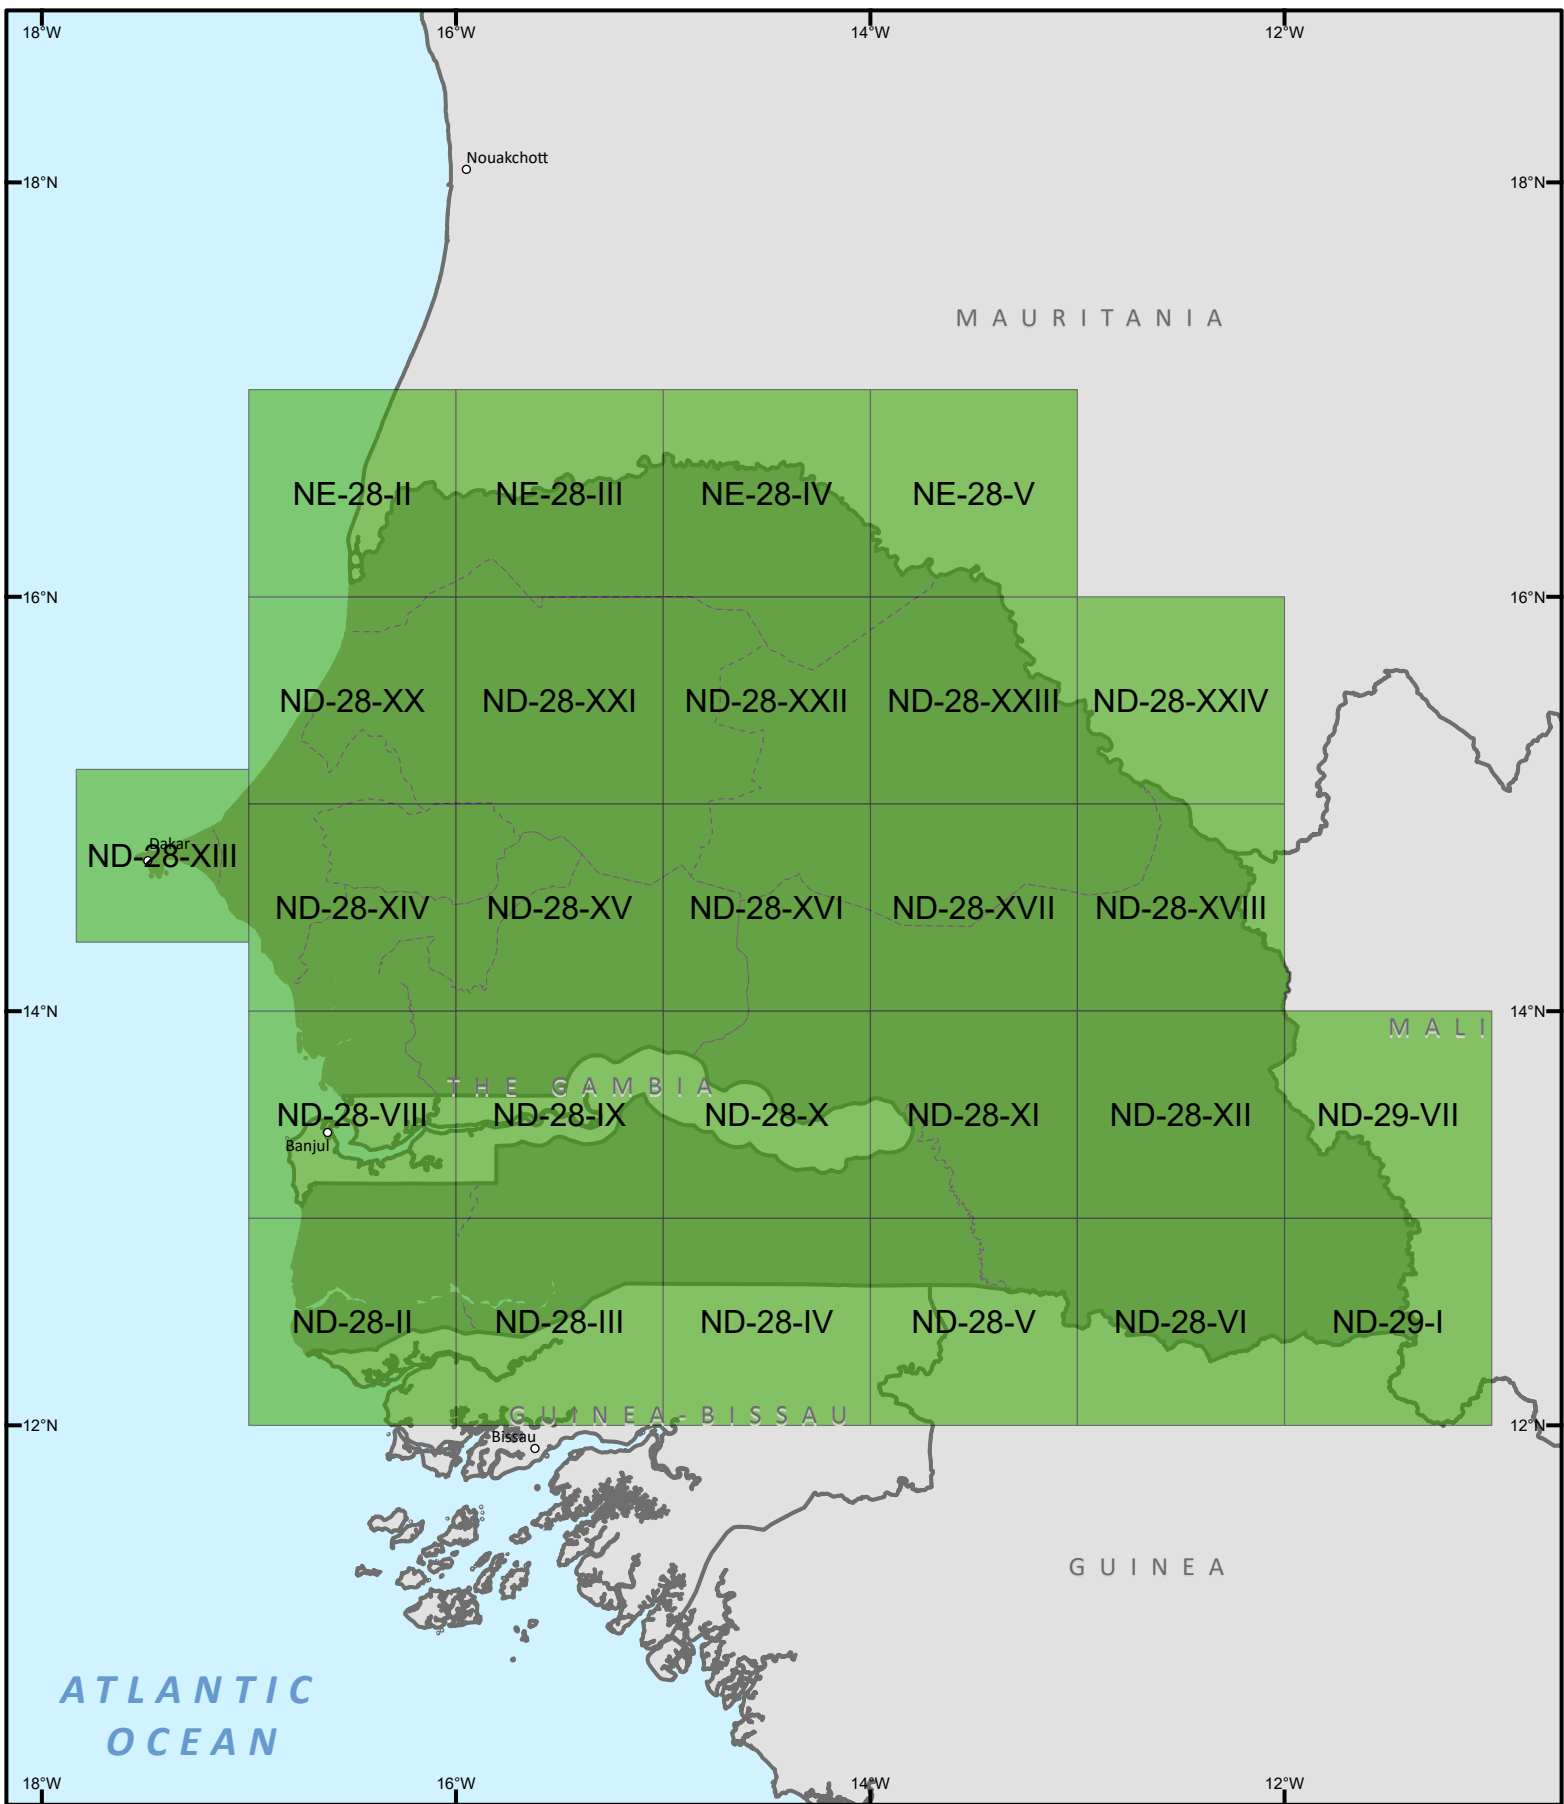 18°W 16°W 14°W 12°W
Nouakchott
18°N 18°N
MAURITANIA
NE-28-II NE-28-III NE-28-IV NE-28-V
16°N 16°N
ND-28-XX ND-28-XXI ND-28-XXII ND-28-XXIII ND-28-XXIV
Dakar
ND-28-XIII
ND-28-XIV ND-28-XV ND-28-XVI ND-28-XVII ND-28-XVIII
14°N 14°N
MALI
THE GAMBIA
ND-28-VIII ND-28-IX ND-28-X ND-28-XI ND-28-XII ND-29-VII
Banjul
ND-28-II ND-28-III ND-28-IV ND-28-V ND-28-VI ND-29-I
GUINEA-BISSAU
12°N 12°N
Bissau
GUINEA
ATLANTIC
OCEAN
18°W 16°W 14°W 12°W